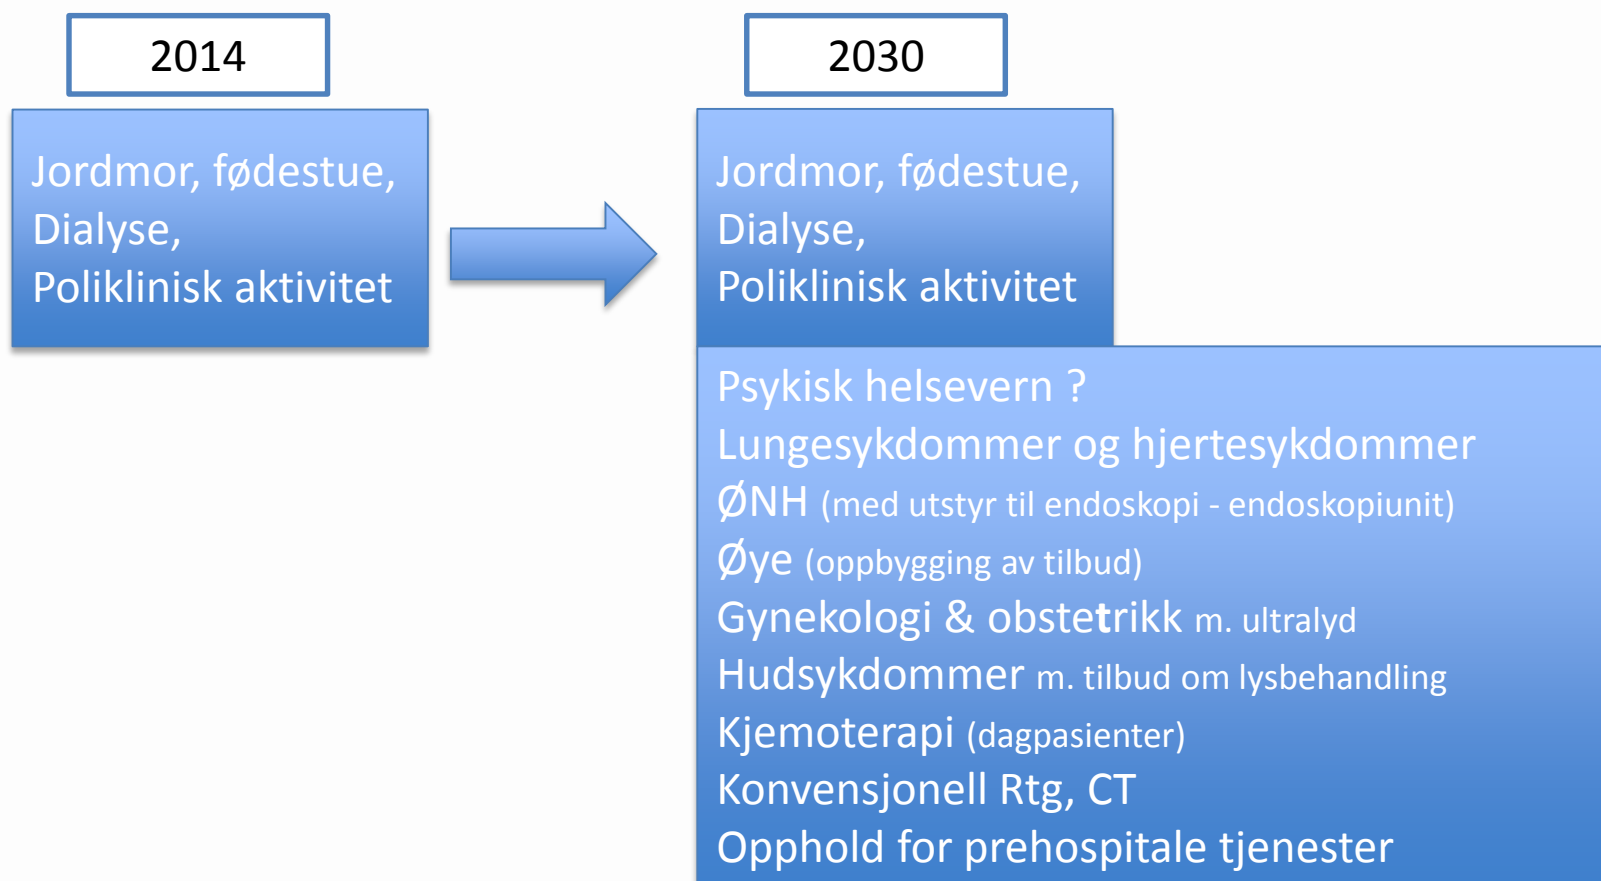 2014
Jordmor, fødestue,
Dialyse,
Poliklinisk aktivitet
2030
Jordmor, fødestue,
Dialyse,
Poliklinisk aktivitet
Psykisk helsevern ?
Lungesykdommer og hjertesykdommer
ØNH (med utstyr til endoskopi - endoskopiunit)
Øye (oppbygging av tilbud)
Gynekologi & obstetrikk m. ultralyd
Hudsykdommer m. tilbud om lysbehandling
Kjemoterapi (dagpasienter)
Konvensjonell Rtg, CT
Opphold for prehospitale tjenester